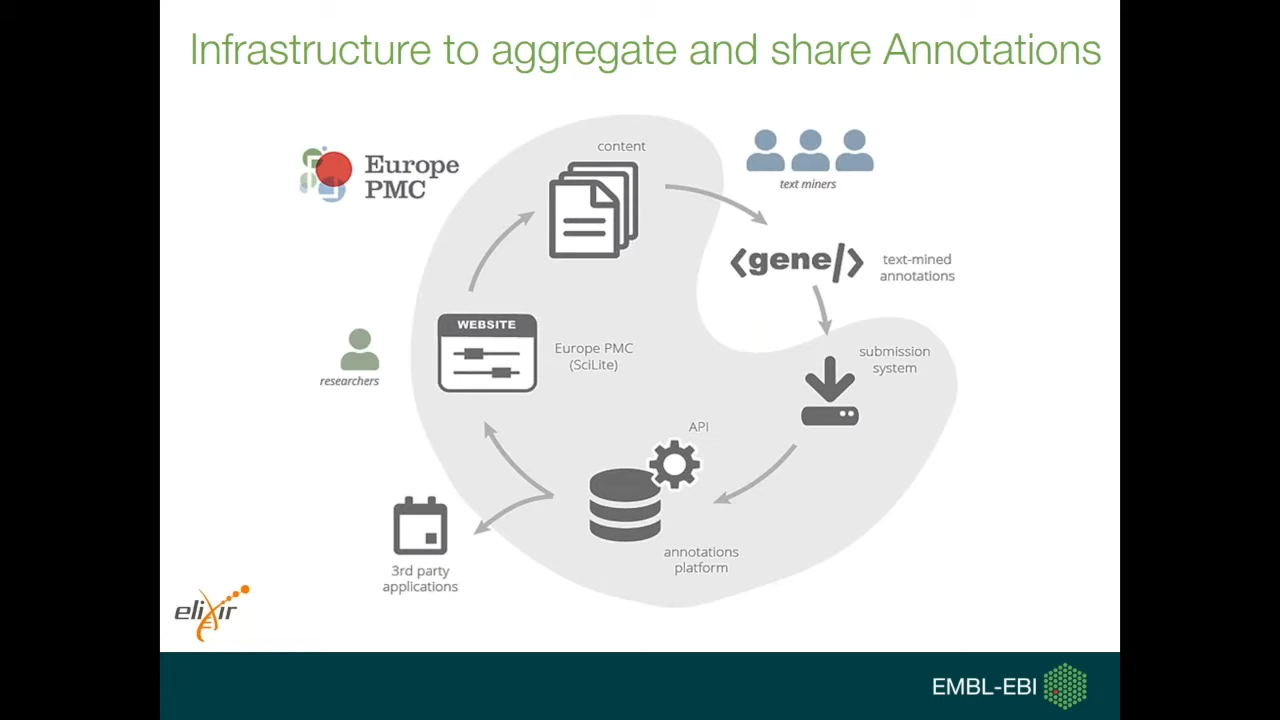 Infrastructure to aggregate and share Annotations
Europe
PMC
content
text miners
<gene/>
text-mined
annotations
WEBSITE
Europe PMC
(SciLite)
researchers
submission
system
API
annotations
platform
3rd party
applications
elixir
EMBL-EBI